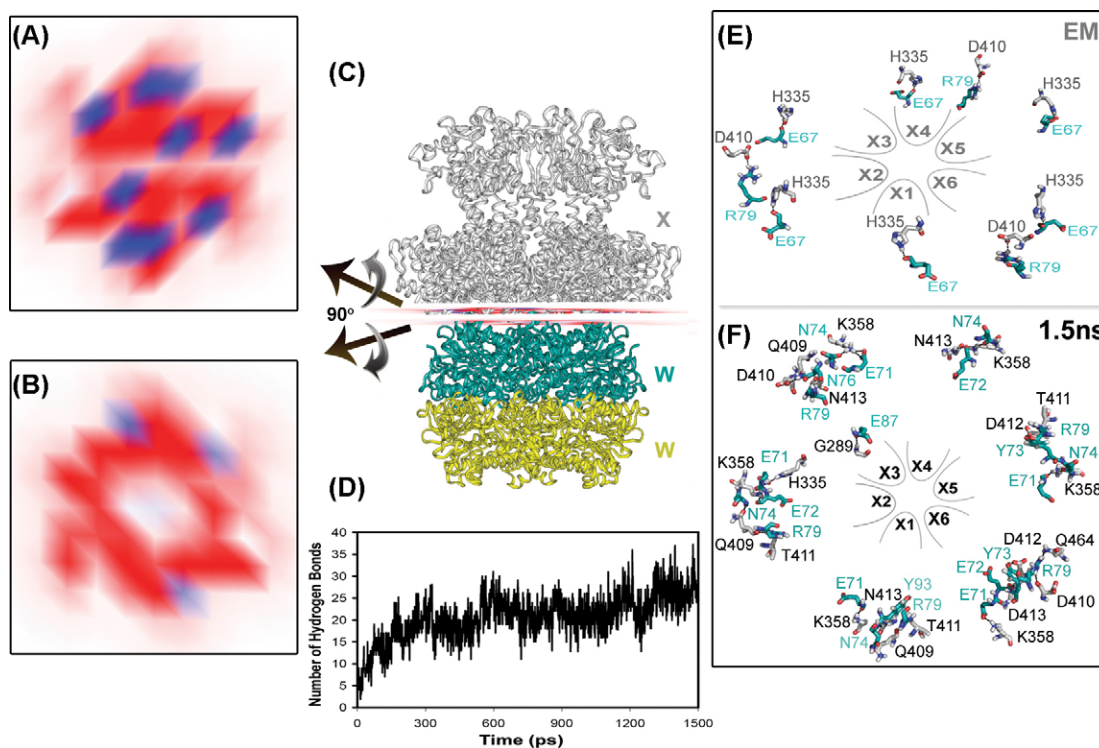 (A)
(B)
(C)
90°
X
W
W
(D)
Number of Hydrogen Bonds
40
35
30
25
20
15
10
5
0
0
300
600
900
1200
1500
Time (ps)
(E)
EM
H335
E67
D410
R79
H335
E67
H335
E67
D410
H335
R79
E67
H335
E67
H335
D410
E67
R79
X1
X2
X3
X4
X5
X6
(F)
1.5ns
N74
K358
Q409
D410
N76
E71
N413
R79
N74
N413
K358
E72
E87
G289
T411
D412
R79
Y73
N74
E71
K358
E71
K358
H335
N74
E72
Q409
R79
T411
X1
X2
X3
X4
X5
X6
D412
Q464
Y73
E72
R79
E71
D410
D413
K358
E71
N413
Y93
R79
K358
T411
N74
Q409